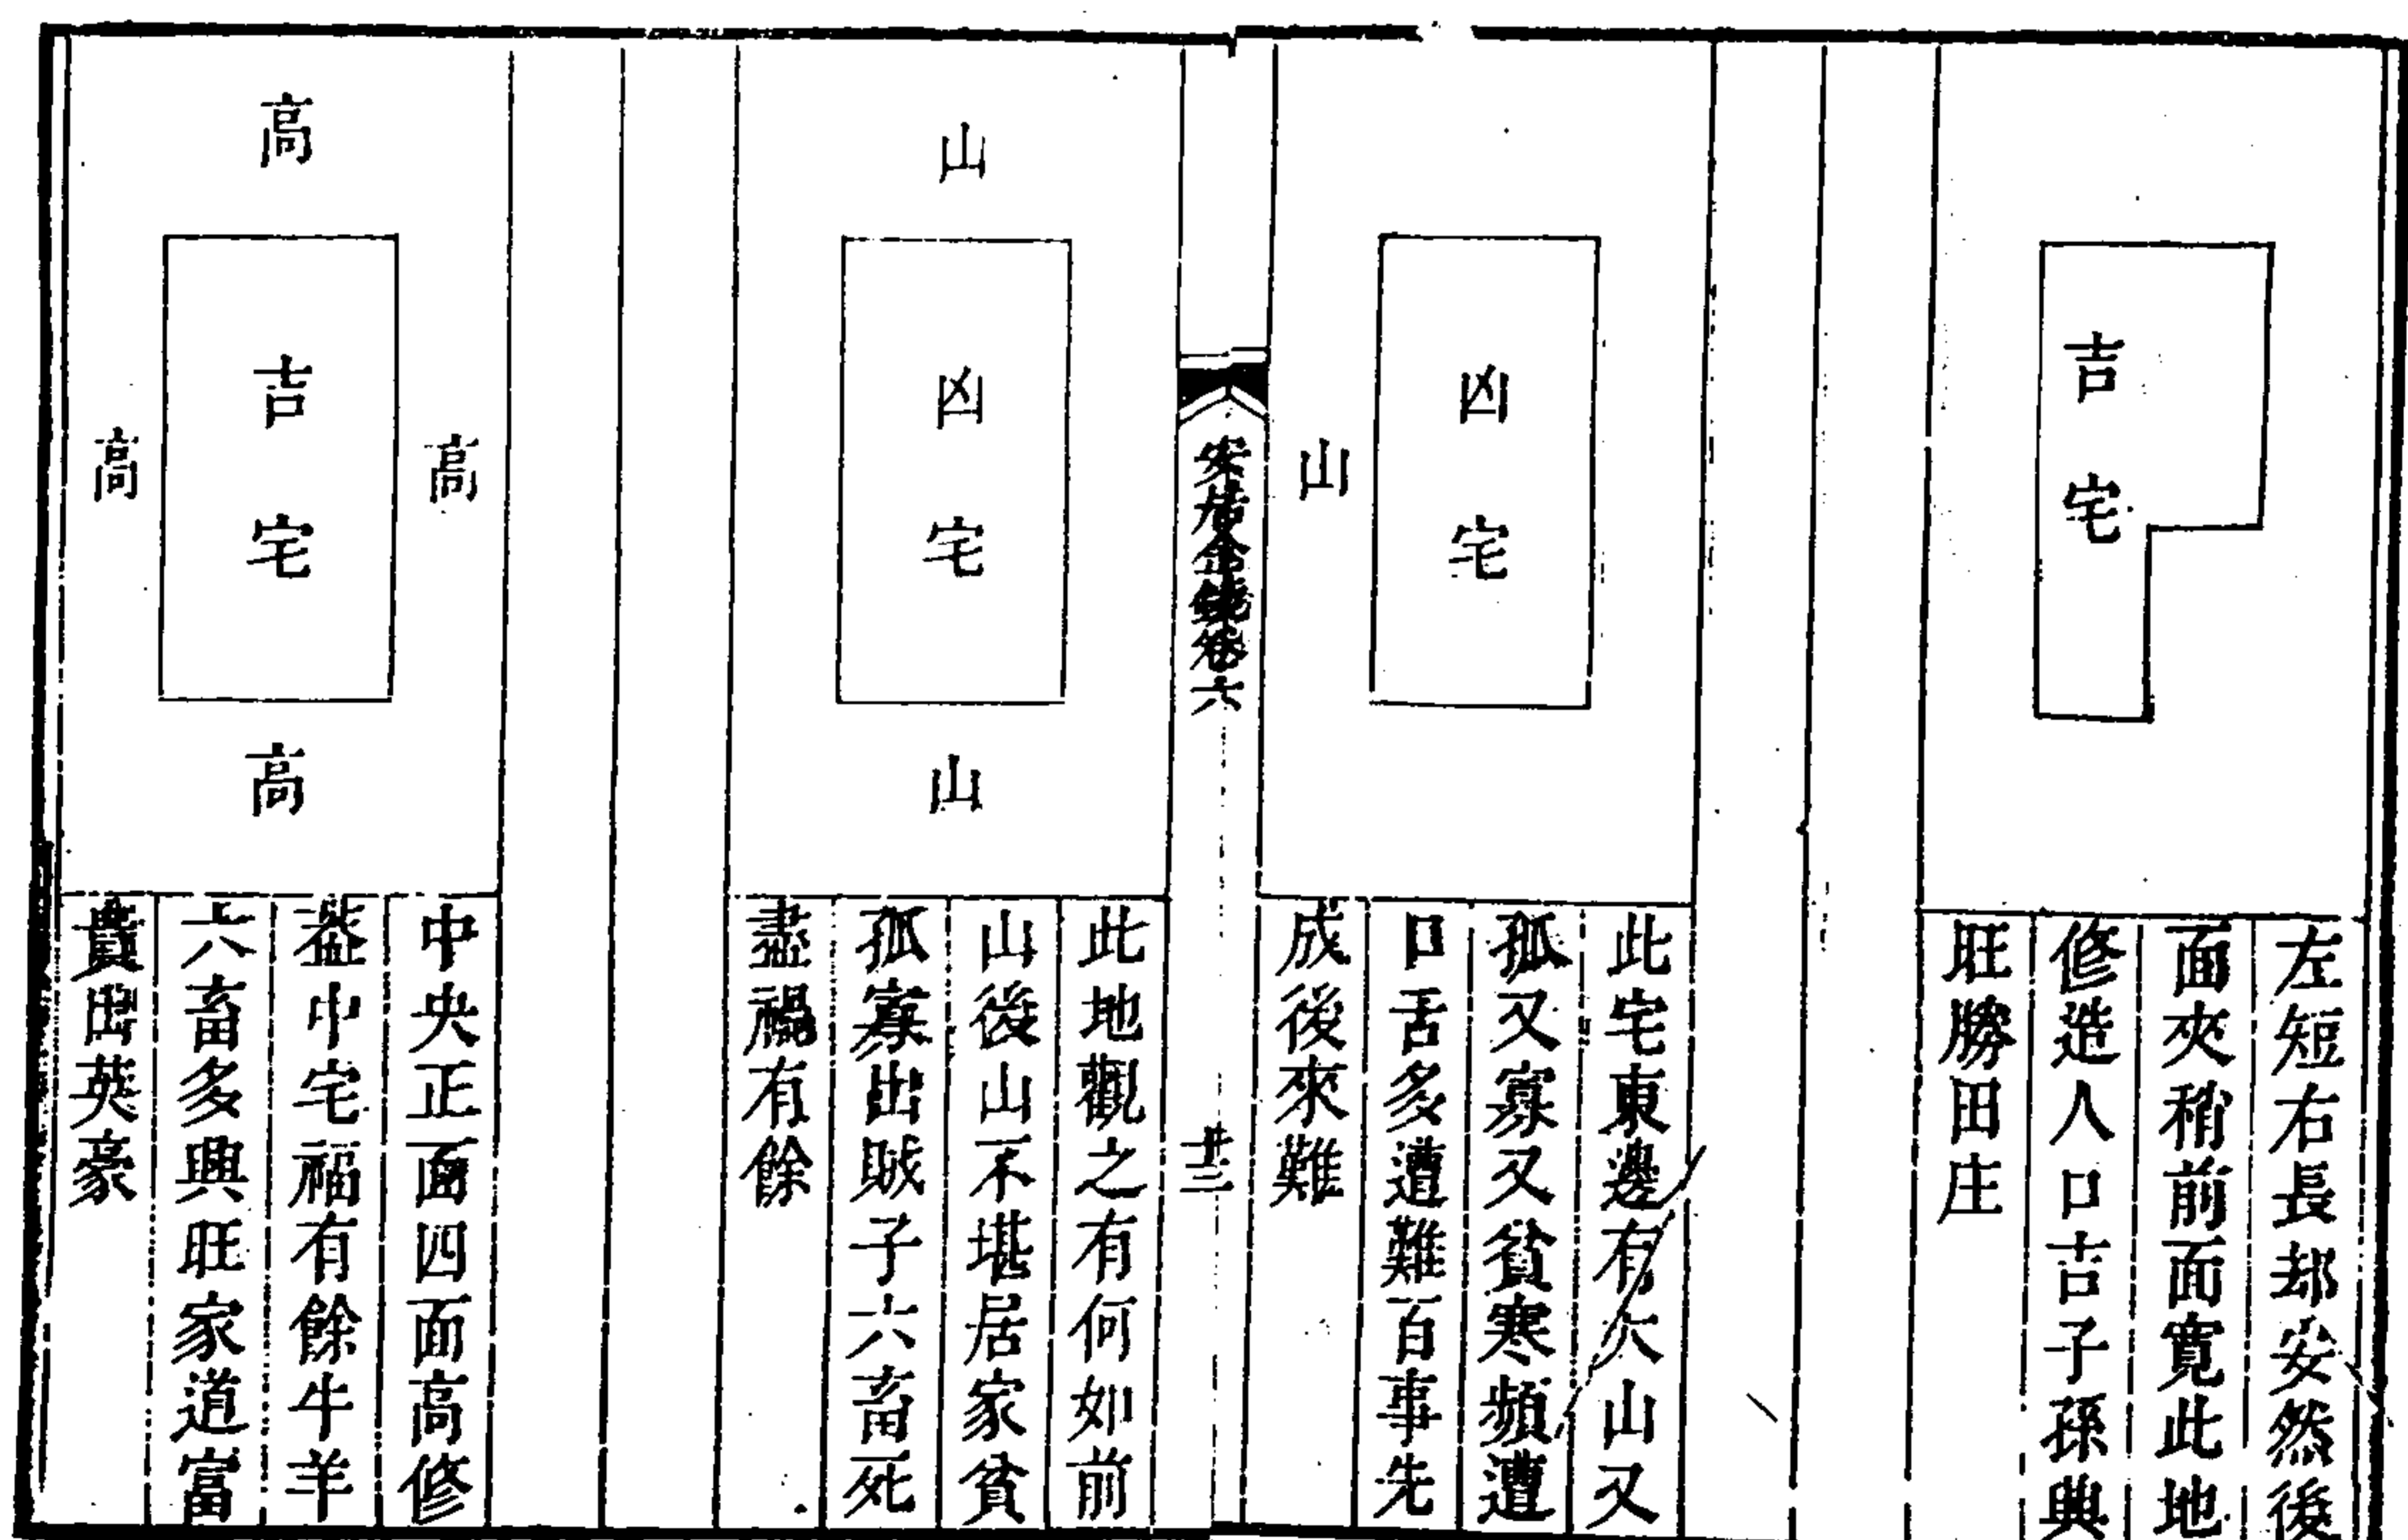 吉宅
左短右長却安然後
面夾稍前面寬此地
修造人口吉子孫興
旺勝田庄
凶宅
山
此宅東邊有大山又
孤又寡又貧寒頻遭
口舌多遭難百事先
成後來難
安居金鏡卷六
廿三
山
凶宅
山
此地觀之有何如前
山後山不堪居家貧
孤寡出賊子六畜死
盡禍有餘
高
高
吉宅
高
高
中央正面四面高修
葢中宅福有餘牛羊
六畜多興旺家道富
貴出英豪